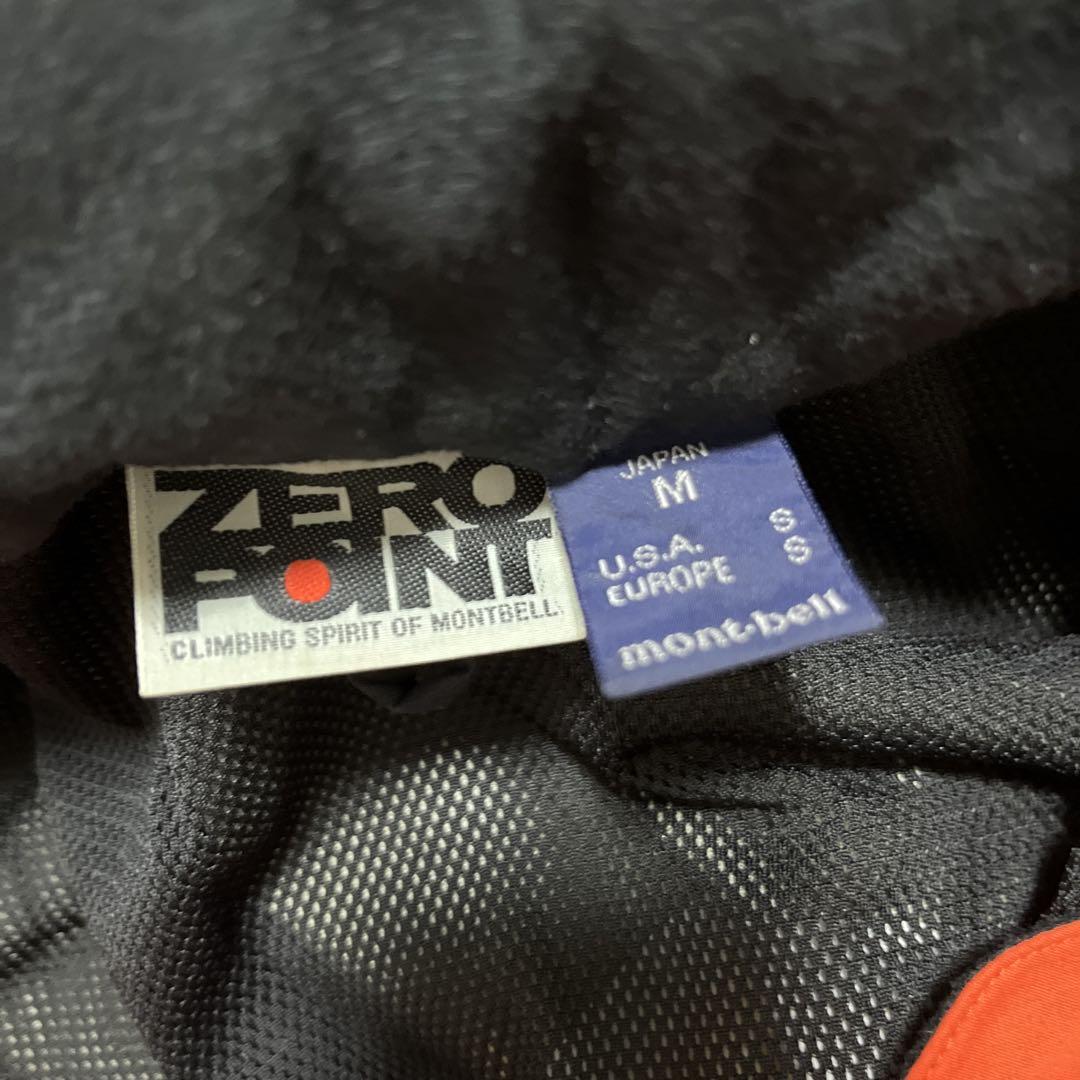 ZERO
POINT
CLIMBING SPIRIT OF MONTBELL
JAPAN
M
U.S.A. S
EUROPE S
mont-bell